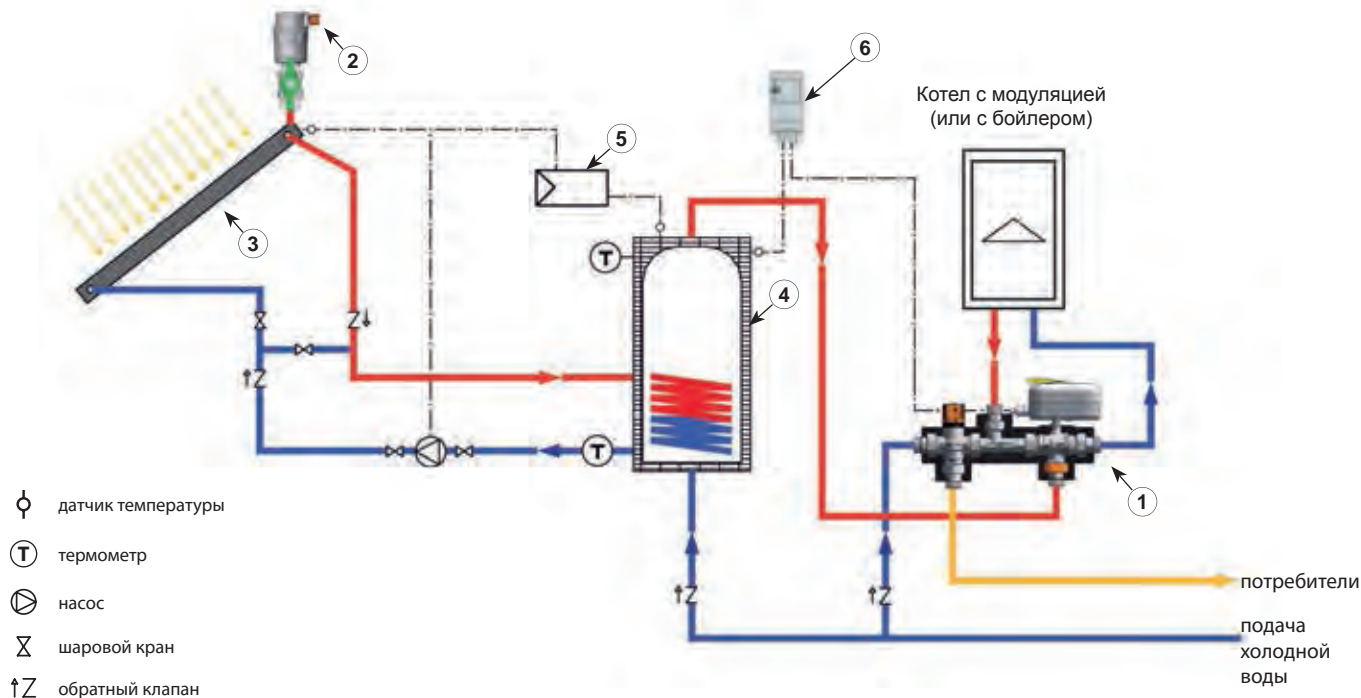 2
6
Котел с модуляцией
(или с бойлером)
5
3
T
4
T
1
датчик температуры
T термометр
насос
шаровой кран
обратный клапан
потребители
подача
холодной
воды